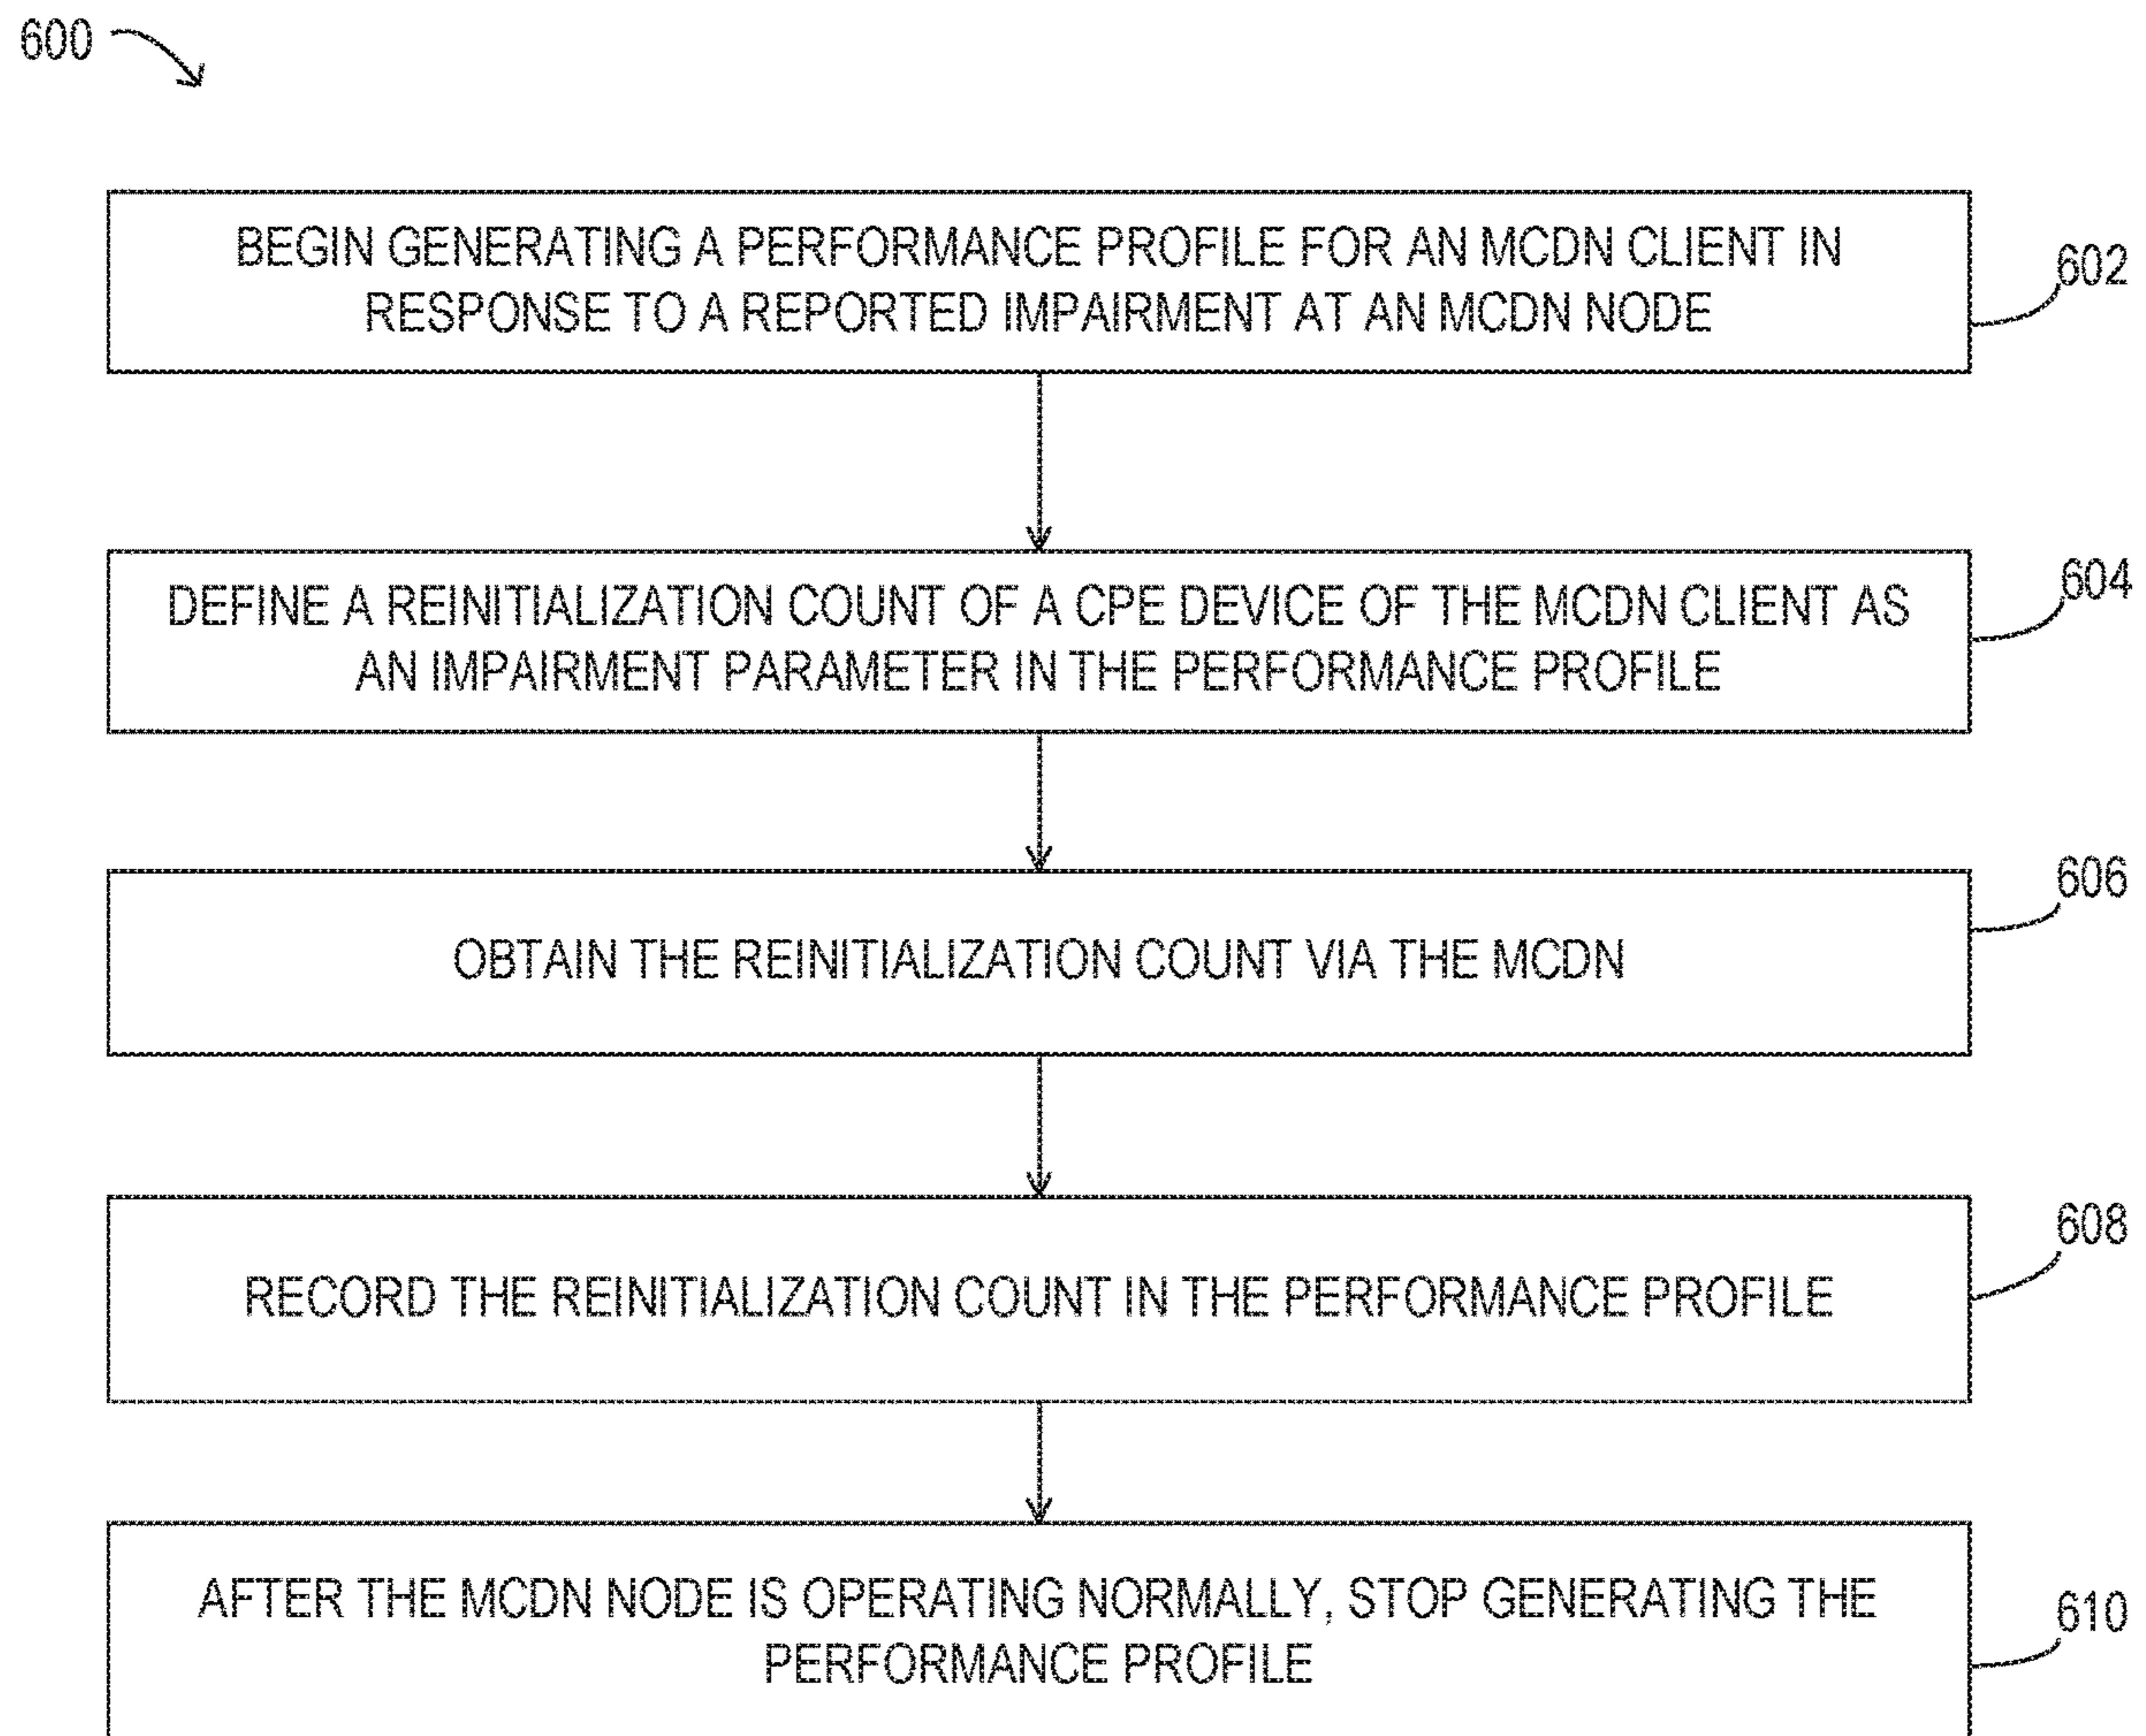 600
BEGIN GENERATING A PERFORMANCE PROFILE FOR AN MCDN CLIENT IN
RESPONSE TO A REPORTED IMPAIRMENT AT AN MCDN NODE
602
DEFINE A REINITIALIZATION COUNT OF A CPE DEVICE OF THE MCDN CLIENT AS
AN IMPAIRMENT PARAMETER IN THE PERFORMANCE PROFILE
604
OBTAIN THE REINITIALIZATION COUNT VIA THE MCDN
606
RECORD THE REINITIALIZATION COUNT IN THE PERFORMANCE PROFILE
608
AFTER THE MCDN NODE IS OPERATING NORMALLY, STOP GENERATING THE
PERFORMANCE PROFILE
610